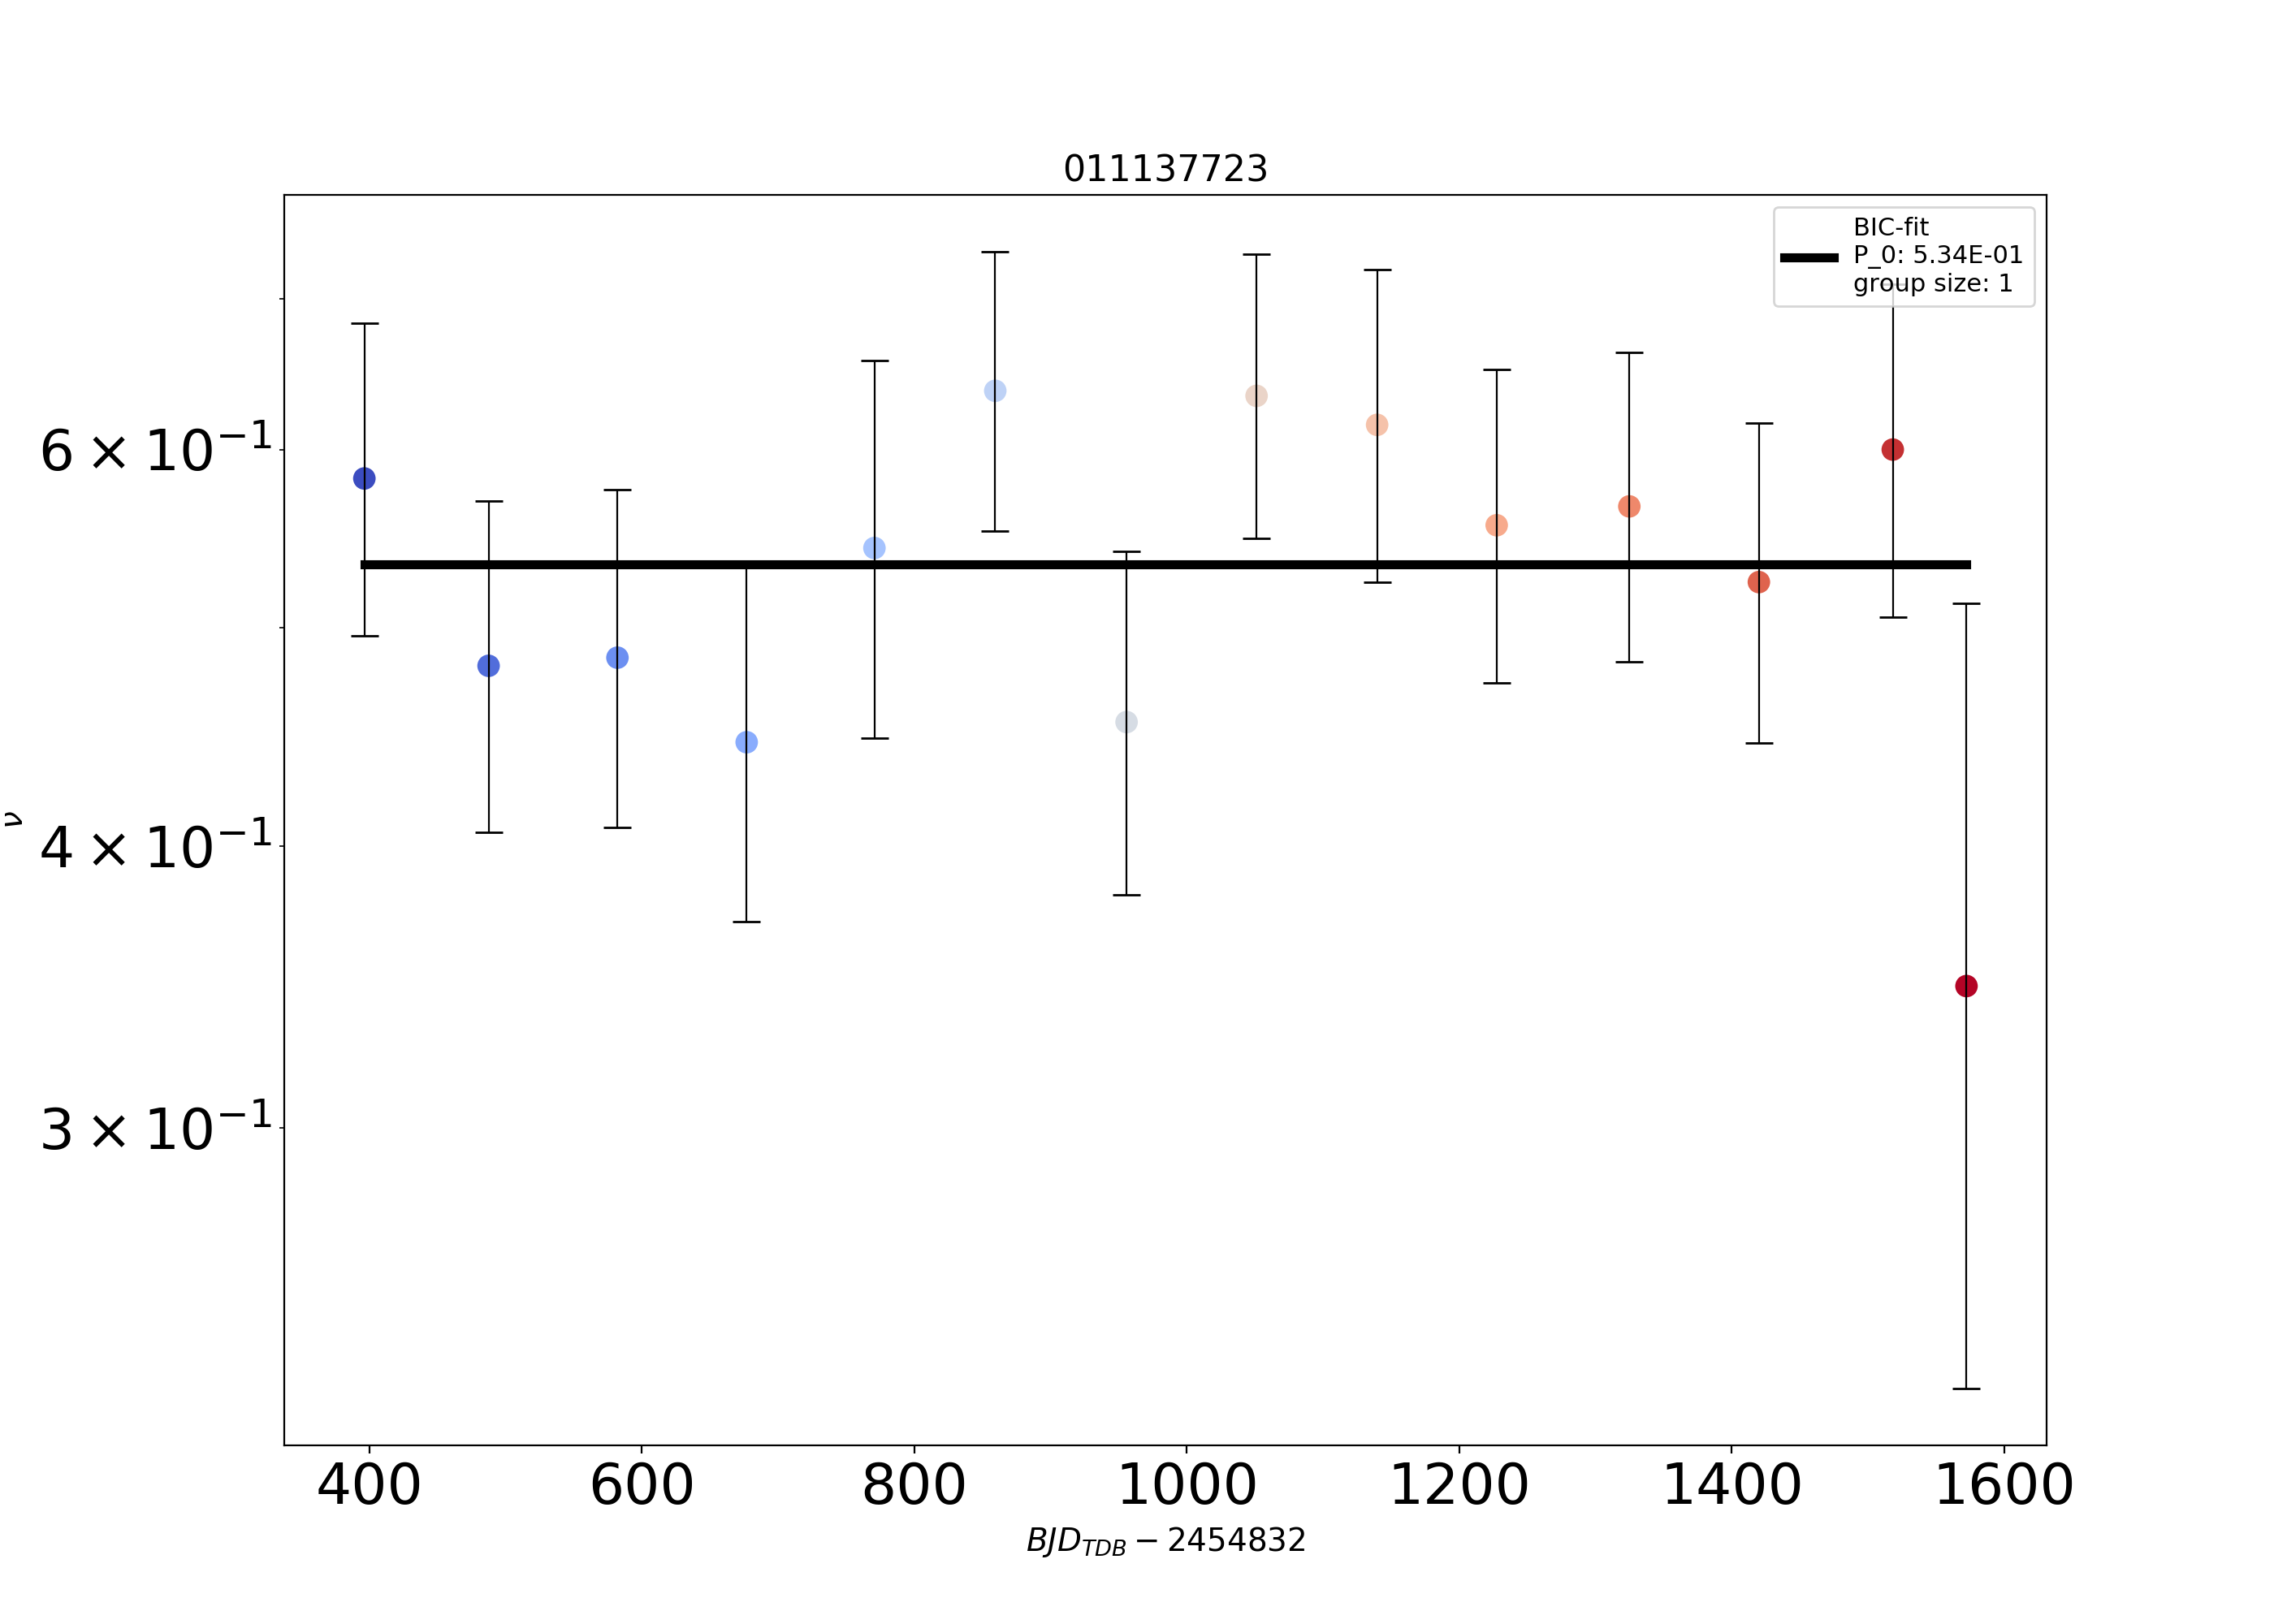 011137723
BIC-fit
P_0: 5.34E-01
group size: 1
6 × 10⁻¹
4 × 10⁻¹
3 × 10⁻¹
ν
400 600 800 1000 1200 1400 1600
BJD_TDB − 2454832